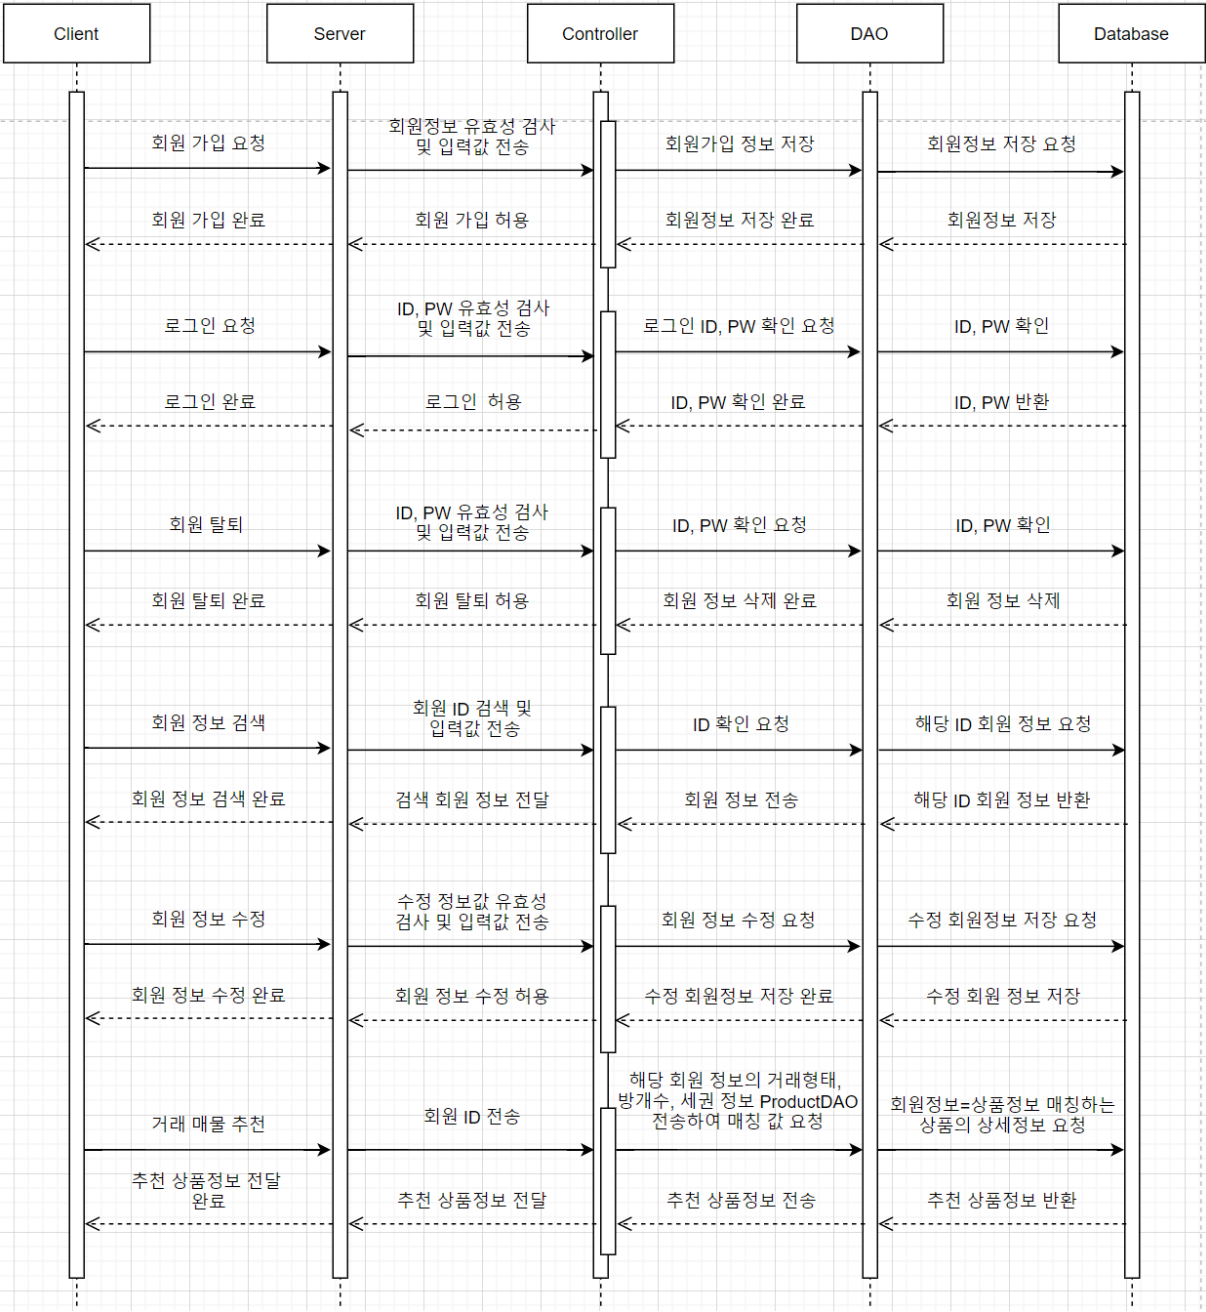 Client
Server
Controller
DAO
Database
회원 가입 요청
회원정보 유효성 검사
및 입력값 전송
회원가입 정보 저장
회원정보 저장 요청
회원 가입 완료
회원 가입 허용
회원정보 저장 완료
회원정보 저장
로그인 요청
ID, PW 유효성 검사
및 입력값 전송
로그인 ID, PW 확인 요청
ID, PW 확인
로그인 완료
로그인 허용
ID, PW 확인 완료
ID, PW 반환
회원 탈퇴
ID, PW 유효성 검사
및 입력값 전송
ID, PW 확인 요청
ID, PW 확인
회원 탈퇴 완료
회원 탈퇴 허용
회원 정보 삭제 완료
회원 정보 삭제
회원 정보 검색
회원 ID 검색 및
입력값 전송
ID 확인 요청
해당 ID 회원 정보 요청
회원 정보 검색 완료
검색 회원 정보 전달
회원 정보 전송
해당 ID 회원 정보 반환
회원 정보 수정
수정 정보값 유효성
검사 및 입력값 전송
회원 정보 수정 요청
수정 회원정보 저장 요청
회원 정보 수정 완료
회원 정보 수정 허용
수정 회원정보 저장 완료
수정 회원 정보 저장
거래 매물 추천
회원 ID 전송
해당 회원 정보의 거래형태,
방개수, 세권 정보 ProductDAO
전송하여 매칭 값 요청
회원정보=상품정보 매칭하는
상품의 상세정보 요청
추천 상품정보 전달
완료
추천 상품정보 전달
추천 상품정보 전송
추천 상품정보 반환